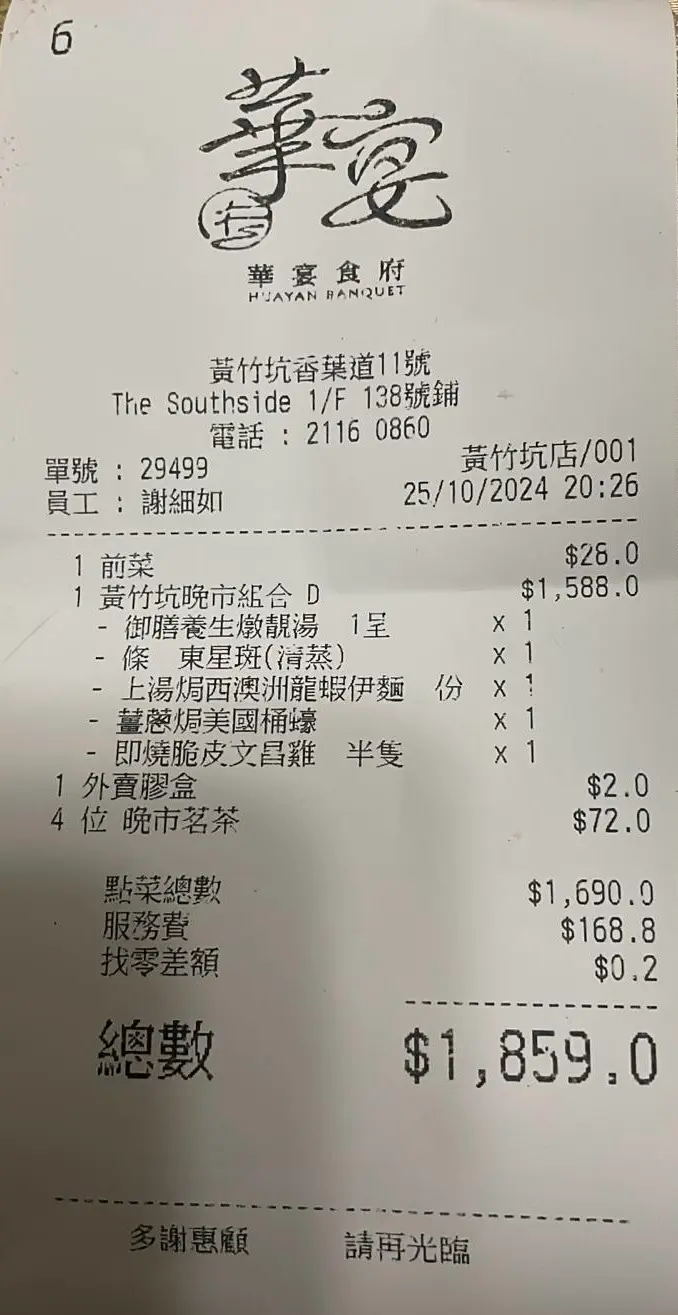 6
華宴
華宴食府
HUAYAN BANQUET
黃竹坑香葉道11號
The Southside 1/F 138號鋪
電話 : 2116 0860
黃竹坑店/001
單號 : 29499
員工 : 謝細如
25/10/2024 20:26
1 前菜 $28.0
1 黃竹坑晚市組合 D $1,588.0
- 御膳養生燉靚湯 1呈 x 1
- 條 東星斑(清蒸) x 1
- 上湯焗西澳洲龍蝦伊麵 份 x 1
- 薑蔥焗美國桶蠔 x 1
- 即燒脆皮文昌雞 半隻 x 1
1 外賣膠盒 $2.0
4 位 晚市茗茶 $72.0
點菜總數 $1,690.0
服務費 $168.8
找零差額 $0.2
總數 $1,859.0
多謝惠顧 請再光臨